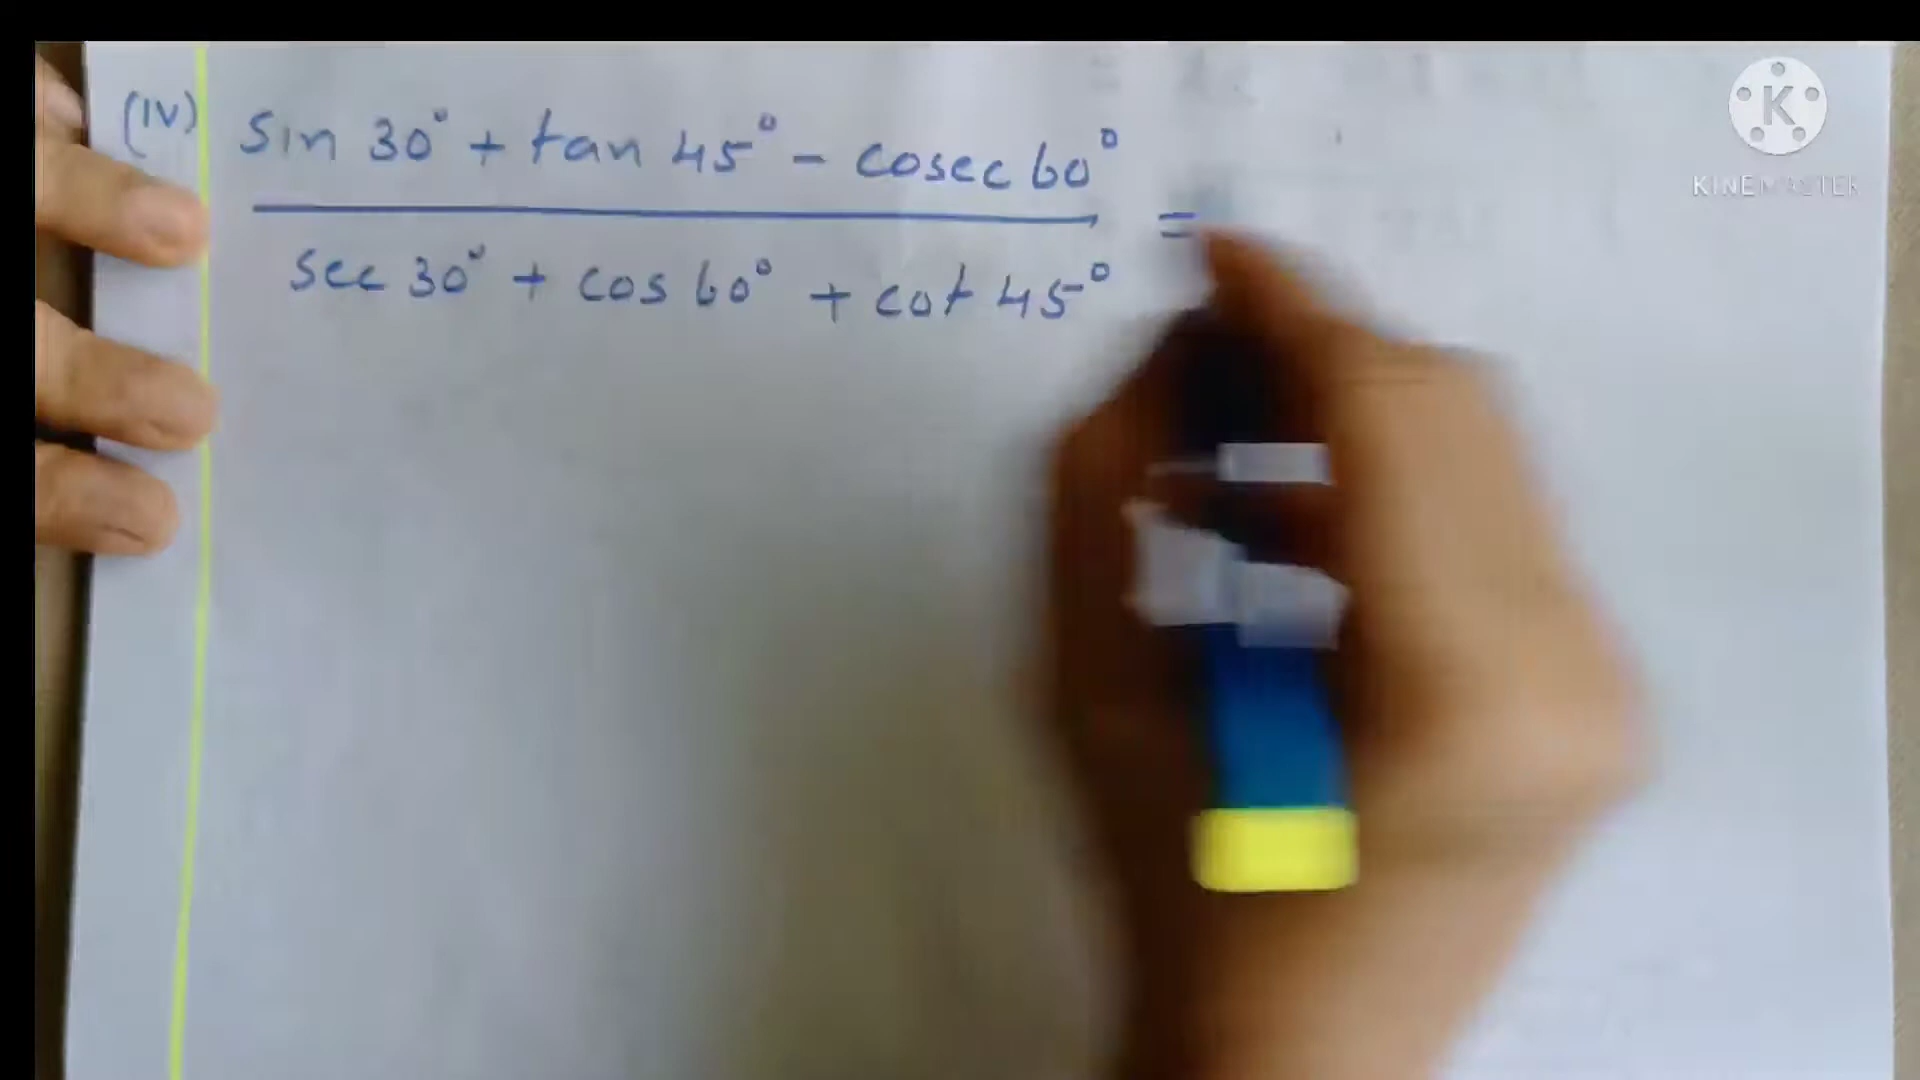 (iv) sin 30° + tan 45° - cosec 60° =
sec 30° + cos 60° + cot 45°
KINEMASTER